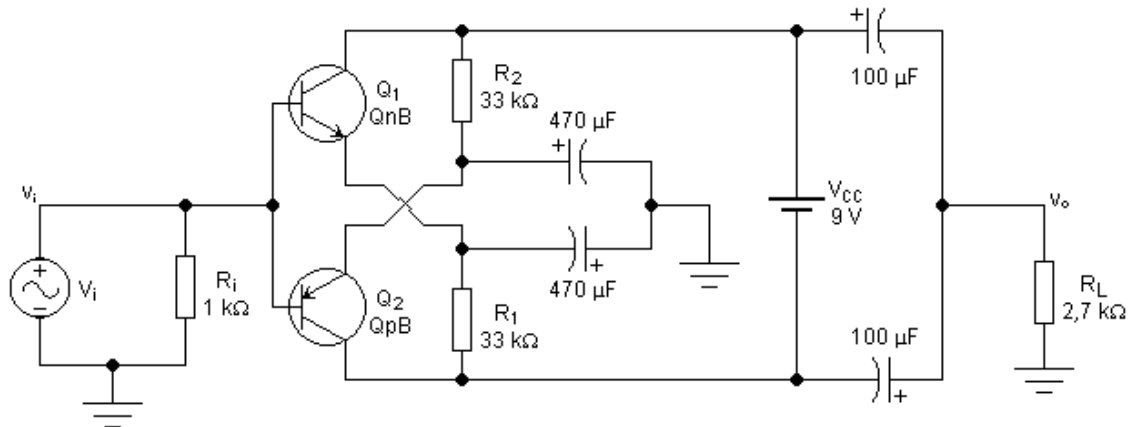 Q1
QnB
R2
33 kΩ
470 µF
+
+
100 µF
vi
+
−
Vi
Ri
1 kΩ
Q2
QpB
R1
33 kΩ
+
470 µF
VCC
9 V
vo
RL
2,7 kΩ
100 µF
+